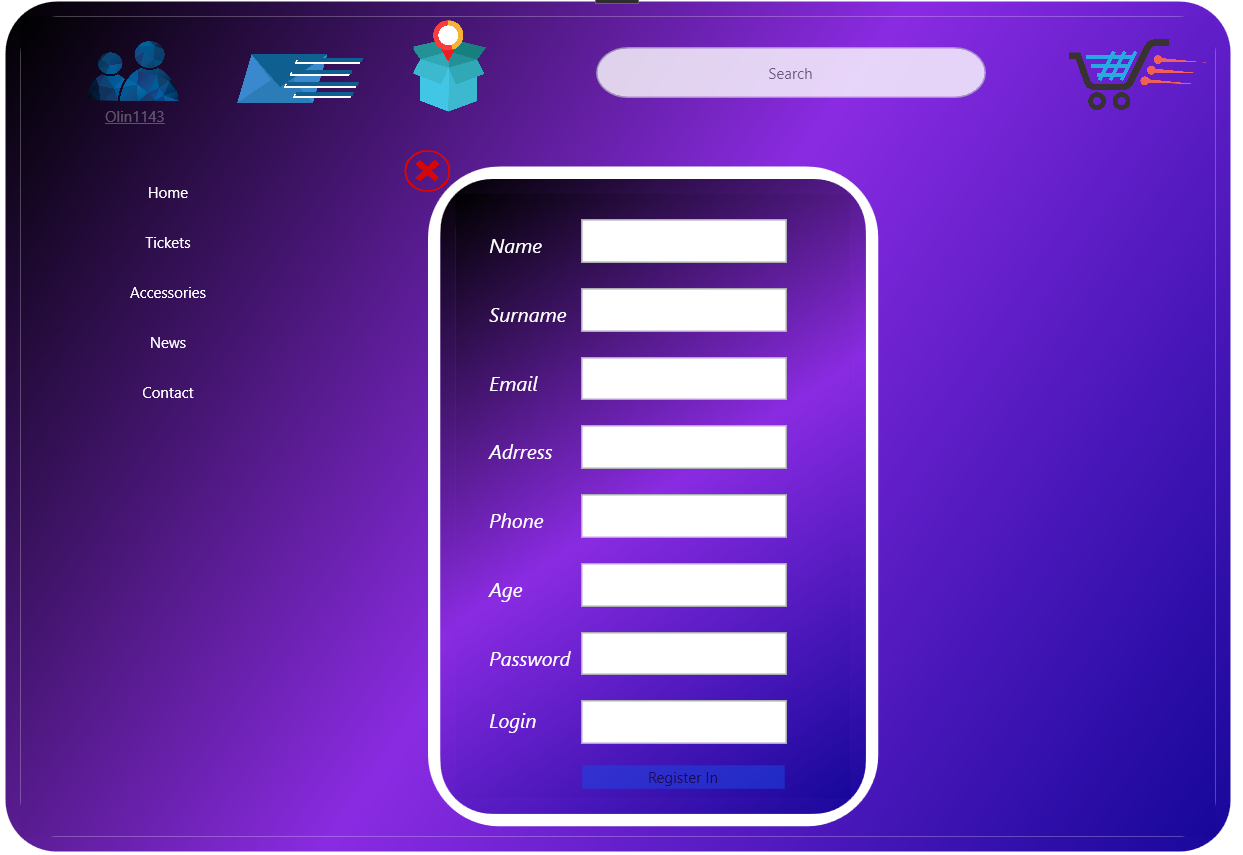 Search
Olin1143
Home
Tickets
Accessories
News
Contact
Name
Surname
Email
Adrress
Phone
Age
Password
Login
Register In